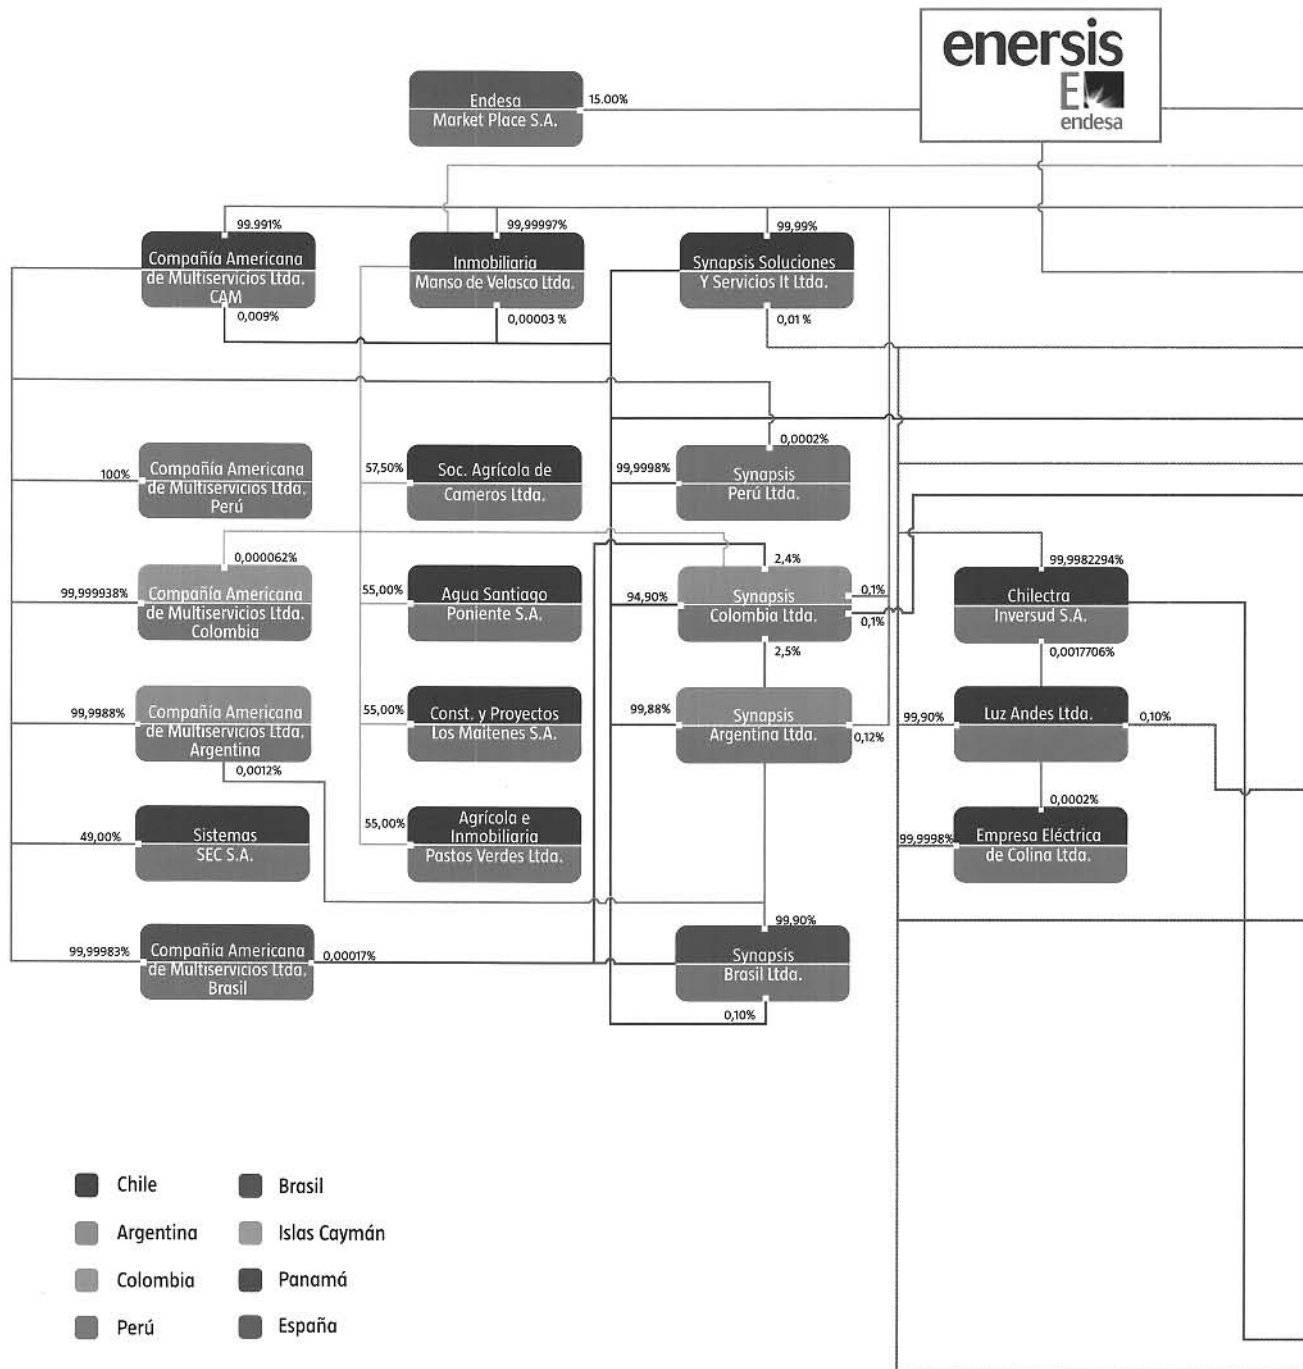 enersis
endesa
Endesa
Market Place S.A.
15.00%
99.991%
99,99997%
99,99%
Compañía Americana
de Multiservicios Ltda.
CAM
Inmobiliaria
Manso de Velasco Ltda.
Synapsis Soluciones
Y Servicios It Ltda.
0,009%
0,00003 %
0,01 %
0,0002%
100%
Compañía Americana
de Multiservicios Ltda.
Perú
57,50%
Soc. Agrícola de
Cameros Ltda.
99,9998%
Synapsis
Perú Ltda.
0,000062%
2,4%
99,9982294%
99,999938%
Compañía Americana
de Multiservicios Ltda.
Colombia
55,00%
Agua Santiago
Poniente S.A.
94,90%
Synapsis
Colombia Ltda.
0,1%
0,1%
Chilectra
Inversud S.A.
2,5%
0,0017706%
99,9988%
Compañía Americana
de Multiservicios Ltda.
Argentina
55,00%
Const. y Proyectos
Los Maitenes S.A.
99,88%
Synapsis
Argentina Ltda.
0,12%
99,90%
Luz Andes Ltda.
0,10%
0,0012%
0,0002%
49,00%
Sistemas
SEC S.A.
55,00%
Agrícola e
Inmobiliaria
Pastos Verdes Ltda.
99,9998%
Empresa Eléctrica
de Colina Ltda.
99,90%
99,99983%
Compañía Americana
de Multiservicios Ltda.
Brasil
0,00017%
Synapsis
Brasil Ltda.
0,10%
Chile
Brasil
Argentina
Islas Caymán
Colombia
Panamá
Perú
España